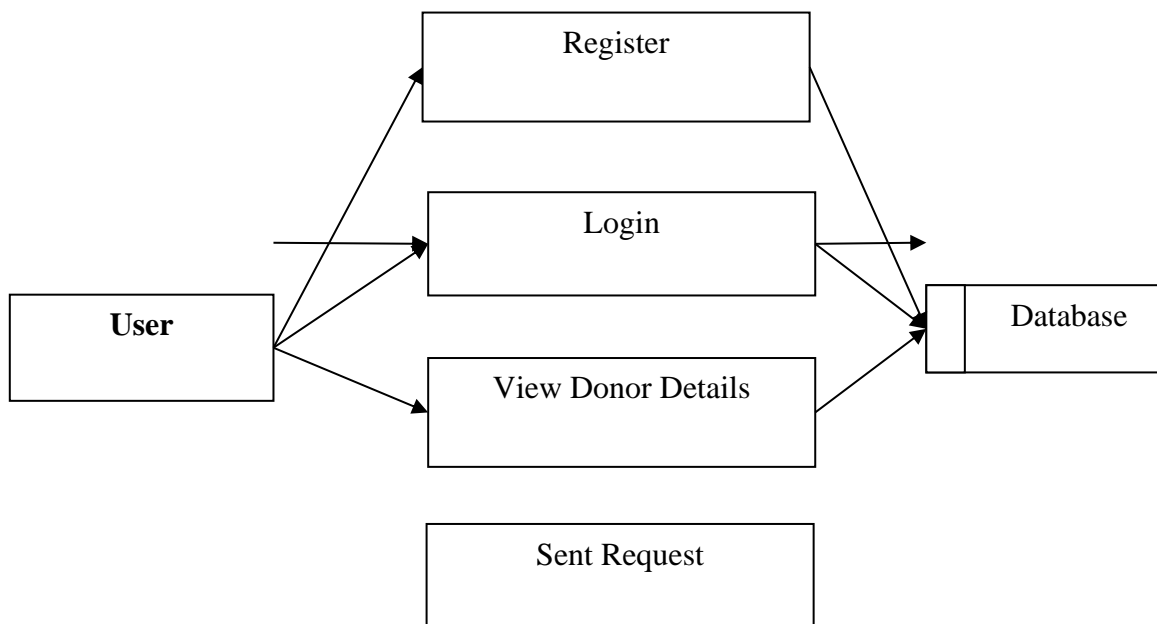 Register
Login
User
Database
View Donor Details
Sent Request